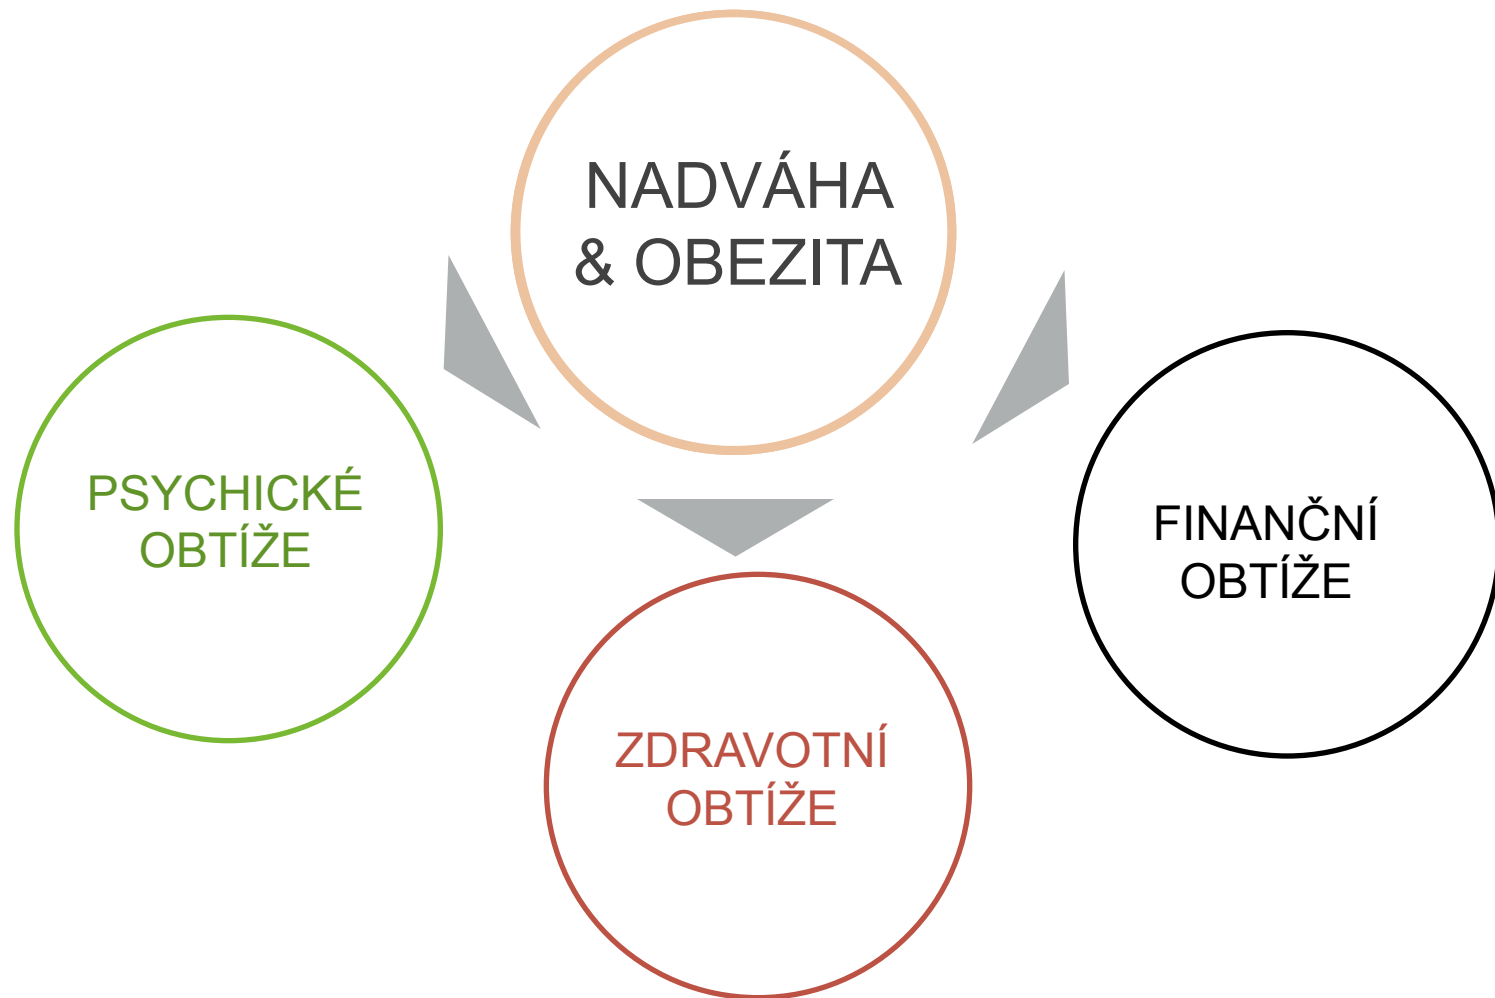 NADVÁHA
& OBEZITA
PSYCHICKÉ
OBTÍŽE
ZDRAVOTNÍ
OBTÍŽE
FINANČNÍ
OBTÍŽE